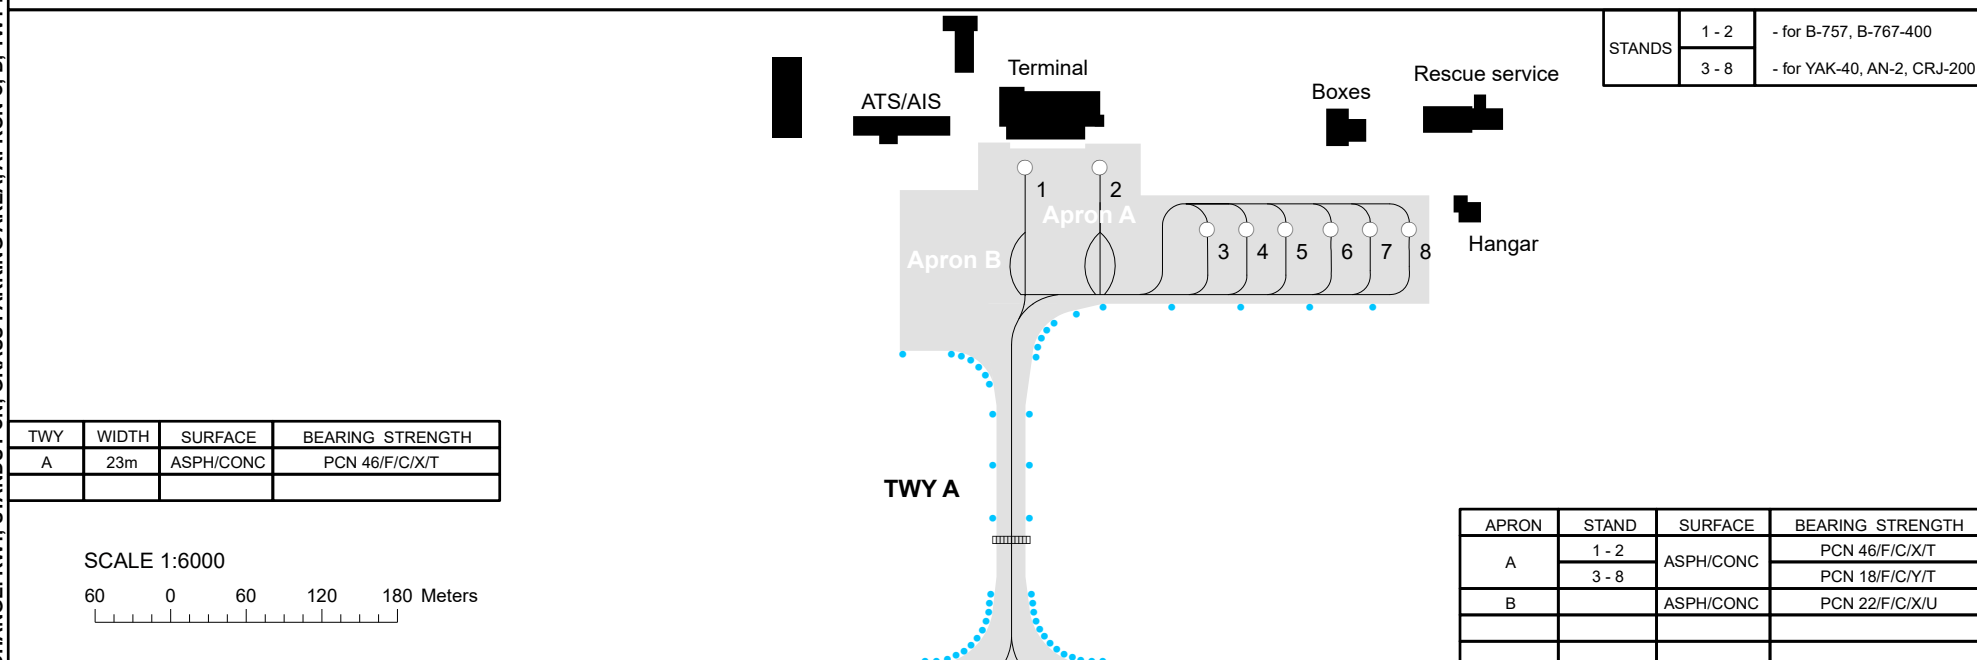 STANDS
1 - 2
- for B-757, B-767-400
3 - 8
- for YAK-40, AN-2, CRJ-200
Terminal
ATS/AIS
Boxes
Rescue service
1
2
Apron A
Apron B
3
4
5
6
7
8
Hangar
TWY WIDTH SURFACE BEARING STRENGTH
A 23m ASPH/CONC PCN 46/F/C/X/T
TWY A
SCALE 1:6000
60 0 60 120 180 Meters
APRON STAND SURFACE BEARING STRENGTH
A 1 - 2 ASPH/CONC PCN 46/F/C/X/T
3 - 8 PCN 18/F/C/Y/T
B ASPH/CONC PCN 22/F/C/X/U